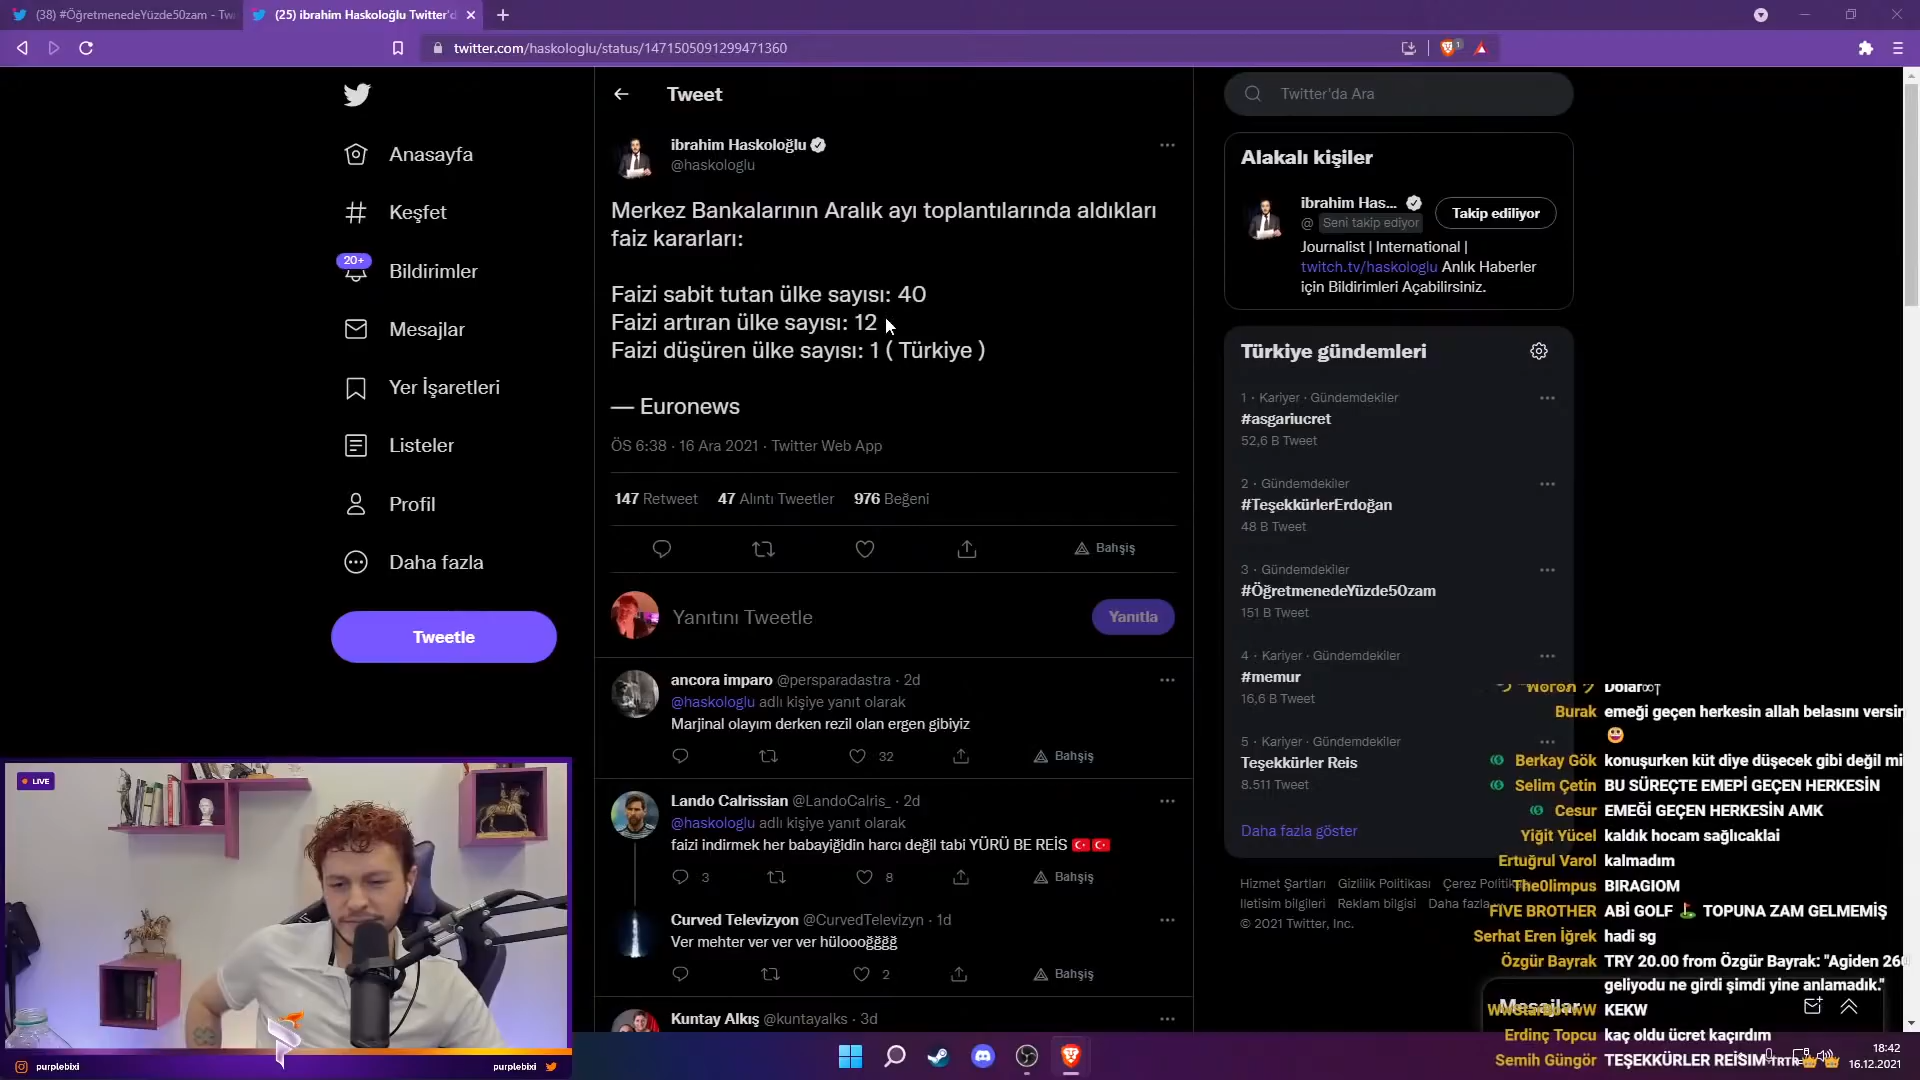 (38) #ÖğretmenedeYüzde50zam - Tw
(25) ibrahim Haskoloğlu Twitter'd
twitter.com/haskologlu/status/1471505091299471360
1
Anasayfa
Keşfet
20+
Bildirimler
Mesajlar
Yer İşaretleri
Listeler
Profil
Daha fazla
Tweetle
Tweet
ibrahim Haskoloğlu
@haskologlu
Merkez Bankalarının Aralık ayı toplantılarında aldıkları
faiz kararları:
Faizi sabit tutan ülke sayısı: 40
Faizi artıran ülke sayısı: 12
Faizi düşüren ülke sayısı: 1 ( Türkiye )
— Euronews
ÖS 6:38 · 16 Ara 2021 · Twitter Web App
147 Retweet 47 Alıntı Tweetler 976 Beğeni
Bahşiş
Yanıtını Tweetle
Yanıtla
ancora imparo @persparadastra · 2d
@haskologlu adlı kişiye yanıt olarak
Marjinal olayım derken rezil olan ergen gibiyiz
32
Bahşiş
Lando Calrissian @LandoCalris_ · 2d
@haskologlu adlı kişiye yanıt olarak
faizi indirmek her babayiğidin harcı değil tabi YÜRÜ BE REİS 🇹🇷 🇹🇷
3
8
Bahşiş
Curved Televizyon @CurvedTelevizyn · 1d
Ver mehter ver ver ver hüloooğğğğ
2
Bahşiş
Kuntay Alkış @kuntayalks · 3d
Twitter'da Ara
Alakalı kişiler
ibrahim Has...
@ Seni takip ediyor
Takip ediliyor
Journalist | International |
twitch.tv/haskologlu Anlık Haberler
için Bildirimleri Açabilirsiniz.
Türkiye gündemleri
1 · Kariyer · Gündemdekiler
#asgariucret
52,6 B Tweet
2 · Gündemdekiler
#TeşekkürlerErdoğan
48 B Tweet
3 · Gündemdekiler
#ÖğretmenedeYüzde50zam
151 B Tweet
4 · Kariyer · Gündemdekiler
#memur
16,6 B Tweet
5 · Kariyer · Gündemdekiler
Teşekkürler Reis
8.511 Tweet
Daha fazla göster
Hizmet Şartları Gizlilik Politikası Çerez
İletişim bilgileri Reklam bilgisi Daha fazla
© 2021 Twitter, Inc.
Mesajlar
Dolar
Burak emeği geçen herkesin allah belasını versin
😀
Berkay Gök konuşurken küt diye düşecek gibi değil mi
Selim Çetin BU SÜREÇTE EMEPİ GEÇEN HERKESİN
Cesur EMEĞİ GEÇEN HERKESİN AMK
Yiğit Yücel kaldık hocam sağlıcaklai
Ertuğrul Varol kalmadım
The0limpus BIRAGIOM
FİVE BROTHER ABİ GOLF ⛳ TOPUNA ZAM GELMEMİŞ
Serhat Eren İğrek hadi sg
Özgür Bayrak TRY 20.00 from Özgür Bayrak: "Agiden 260
geliyodu ne girdi şimdi yine anlamadık."
KEKW
Erdinç Topcu kaç oldu ücret kaçırdım
Semih Güngör TEŞEKKÜRLER REİSİM
LIVE
purplebixi
purplebixi
18:42
16.12.2021